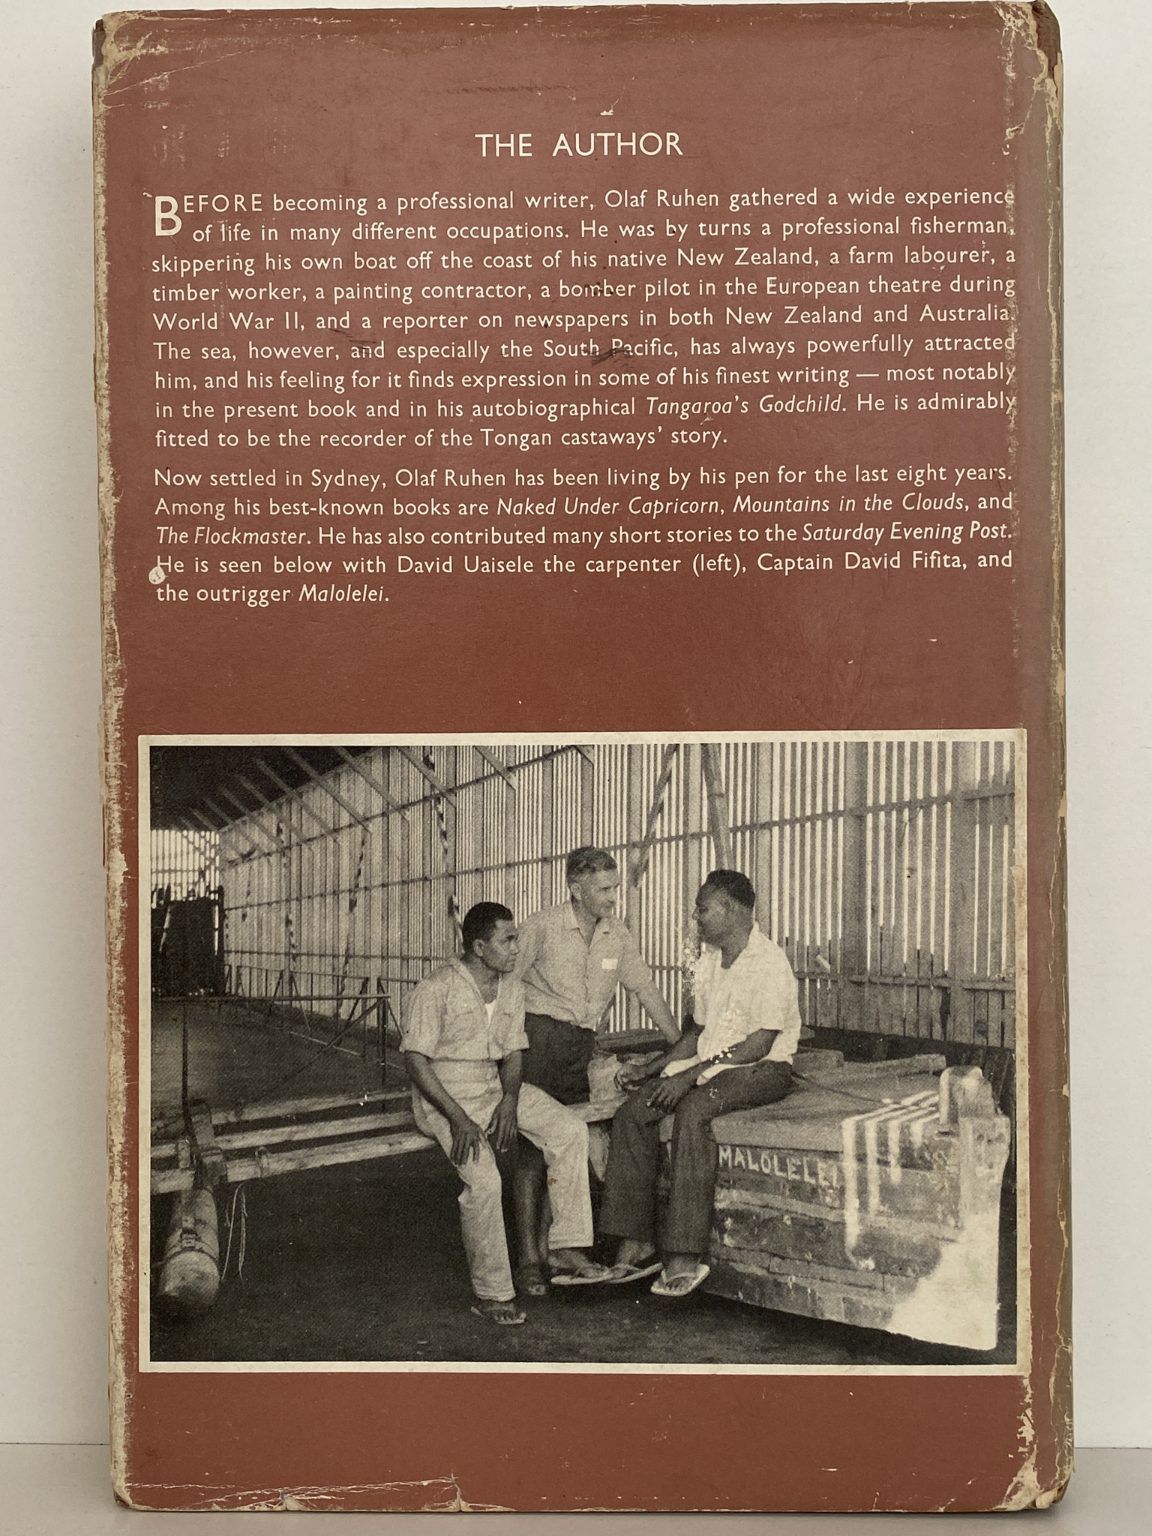 THE AUTHOR
BEFORE becoming a professional writer, Olaf Ruhen gathered a wide experience
of life in many different occupations. He was by turns a professional fisherman,
skippering his own boat off the coast of his native New Zealand, a farm labourer, a
timber worker, a painting contractor, a bomber pilot in the European theatre during
World War II, and a reporter on newspapers in both New Zealand and Australia.
The sea, however, and especially the South Pacific, has always powerfully attracted
him, and his feeling for it finds expression in some of his finest writing — most notably
in the present book and in his autobiographical Tangaroa's Godchild. He is admirably
fitted to be the recorder of the Tongan castaways' story.
Now settled in Sydney, Olaf Ruhen has been living by his pen for the last eight years.
Among his best-known books are Naked Under Capricorn, Mountains in the Clouds, and
The Flockmaster. He has also contributed many short stories to the Saturday Evening Post.
He is seen below with David Uaisele the carpenter (left), Captain David Fifita, and
the outrigger Malolelei.
MALOLELEI